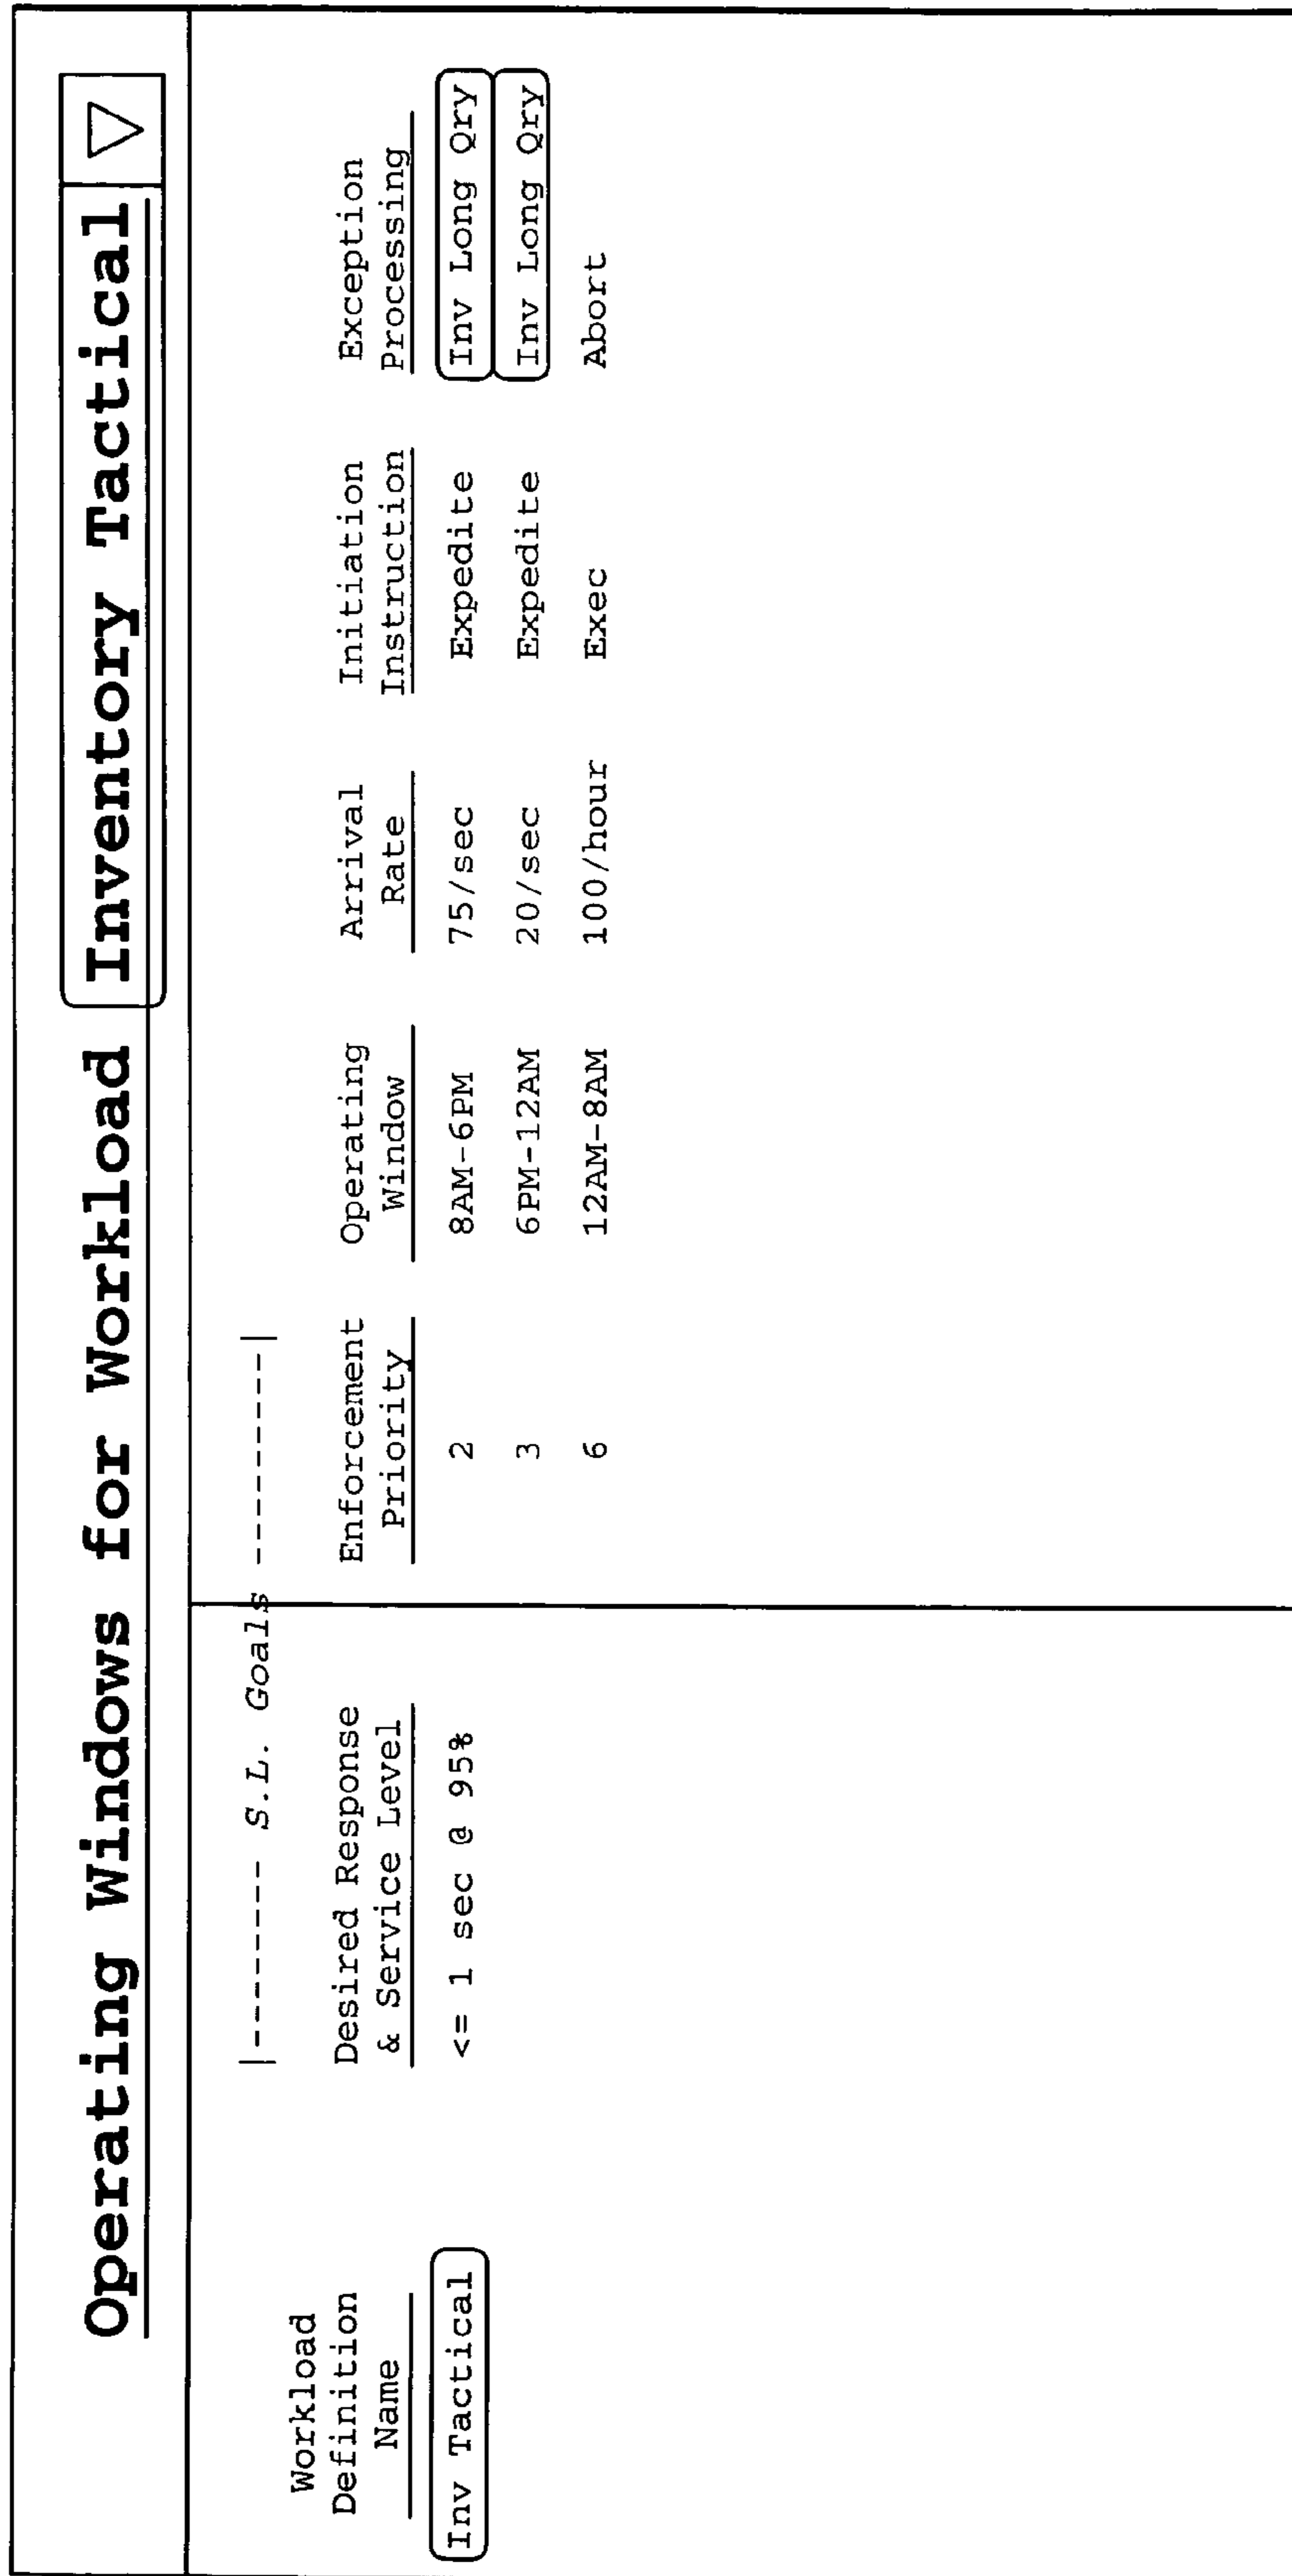 Operating Windows for Workload Inventory Tactical
|------- S.L. Goals ---------|
Workload Definition Name
Desired Response & Service Level
Enforcement Priority
Operating Window
Arrival Rate
Initiation Instruction
Exception Processing
Inv Tactical <= 1 sec @ 95% 2 8AM-6PM 75/sec Expedite Inv Long Qry
3 6PM-12AM 20/sec Expedite Inv Long Qry
6 12AM-8AM 100/hour Exec Abort